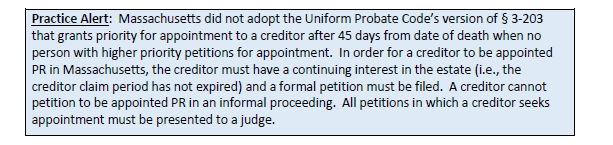 Practice Alert:  Massachusetts did not adopt the Uniform Probate Code's version of § 3-203
that grants priority for appointment to a creditor after 45 days from date of death when no
person with higher priority petitions for appointment.  In order for a creditor to be appointed
PR in Massachusetts, the creditor must have a continuing interest in the estate (i.e., the
creditor claim period has not expired) and a formal petition must be filed.  A creditor cannot
petition to be appointed PR in an informal proceeding.  All petitions in which a creditor seeks
appointment must be presented to a judge.